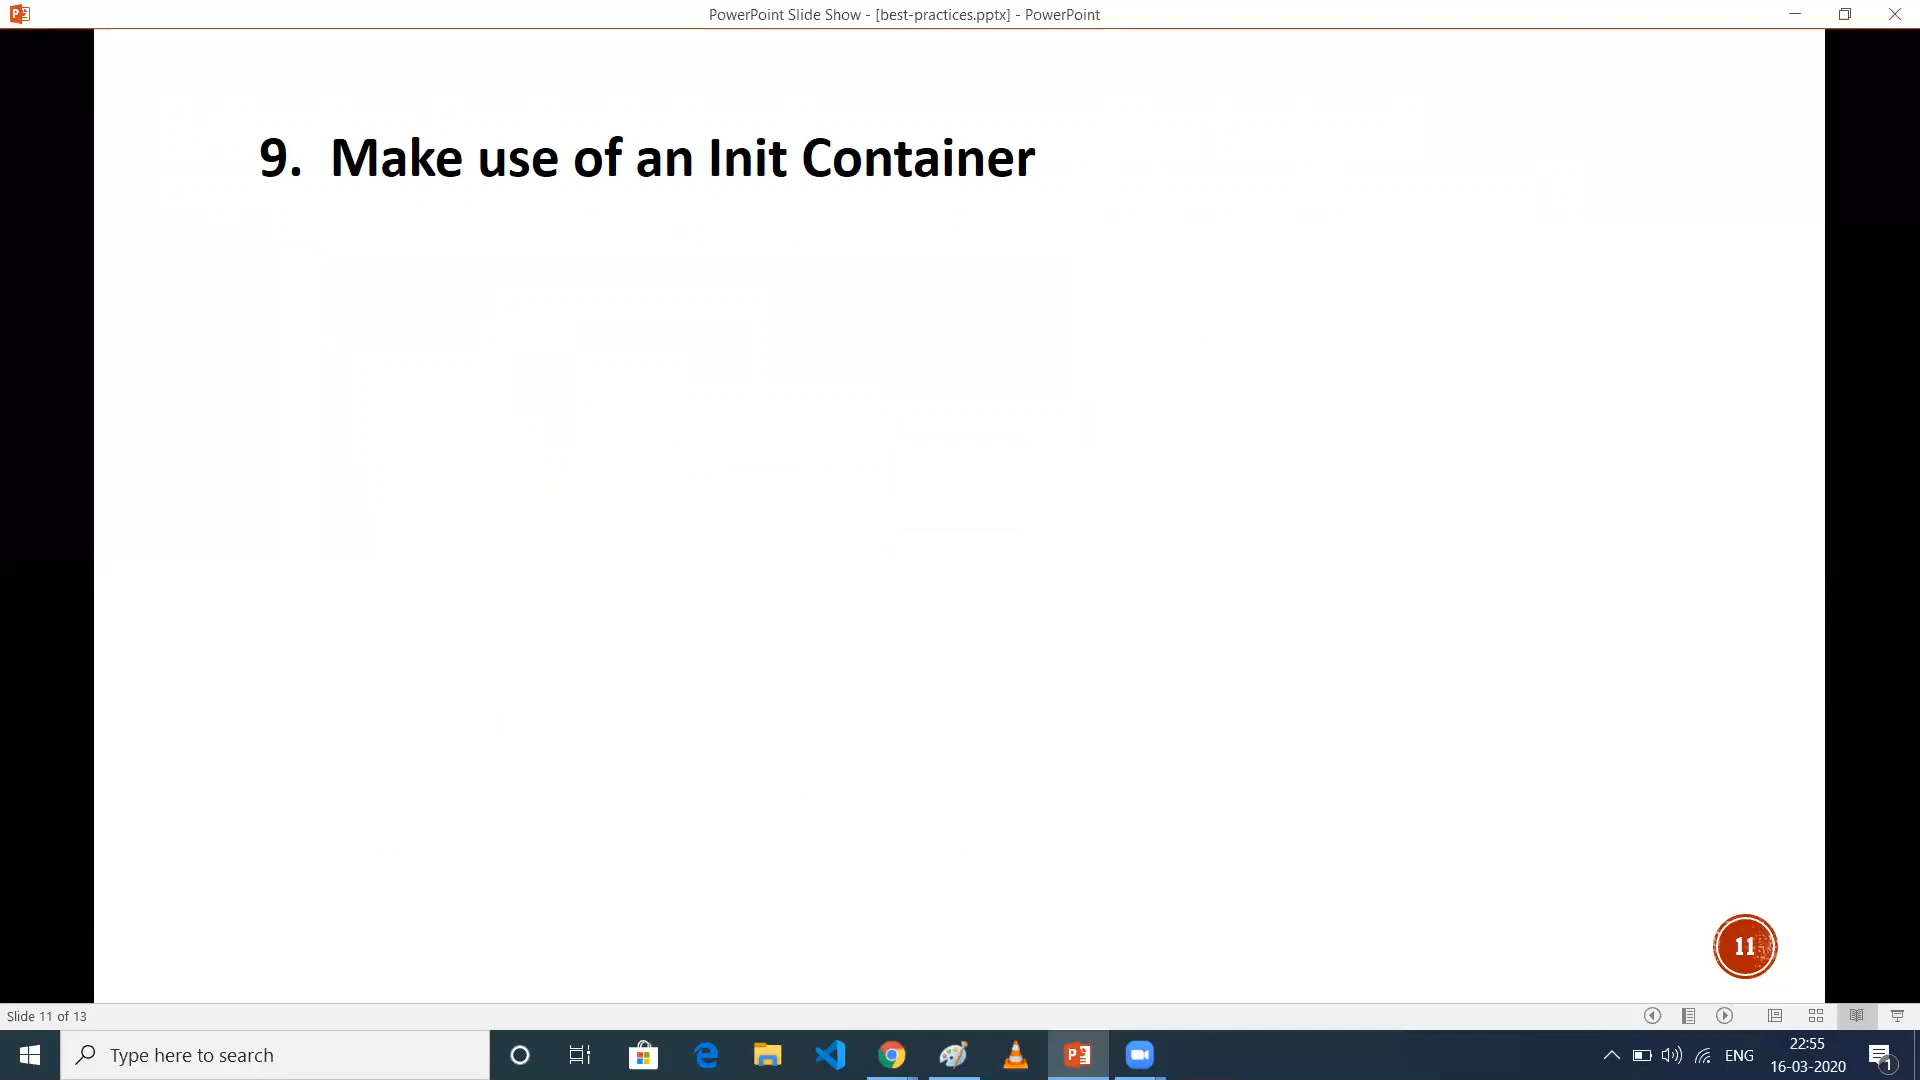 PowerPoint Slide Show - [best-practices.pptx] - PowerPoint
9. Make use of an Init Container
11
Slide 11 of 13
Type here to search
ENG
22:55
16-03-2020
1